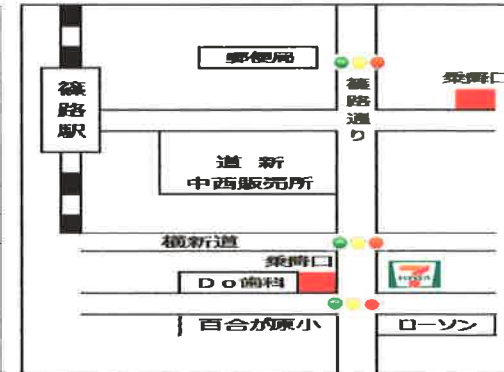 郵便局
篠路駅
篠路通り
乗降口
道新
中西販売所
横新道
乗降口
Do歯科
7
百合が原小
ローソン